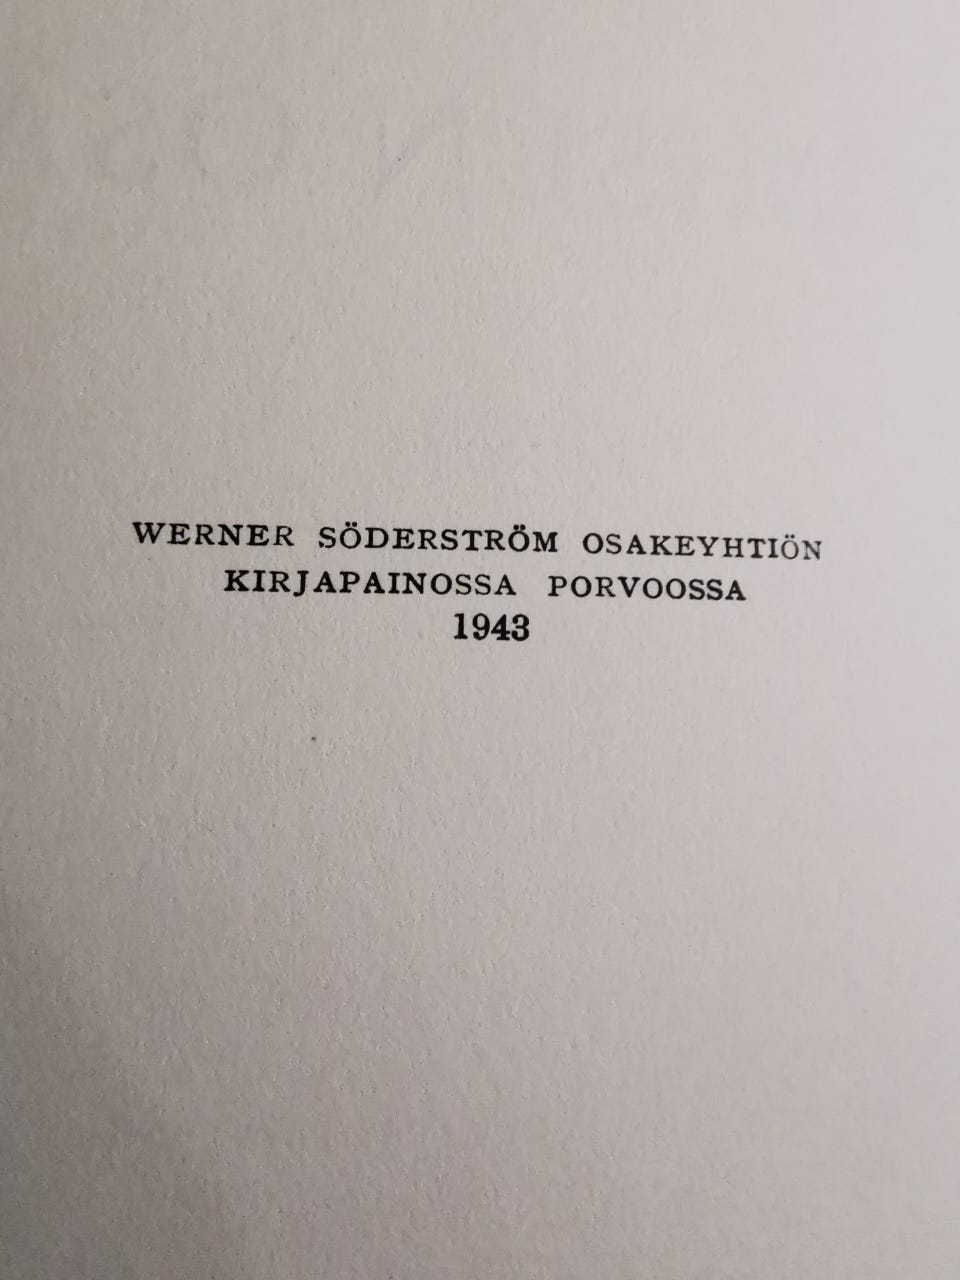 WERNER SÖDERSTRÖM OSAKEYHTIÖN
KIRJAPAINOSSA PORVOOSSA
1943